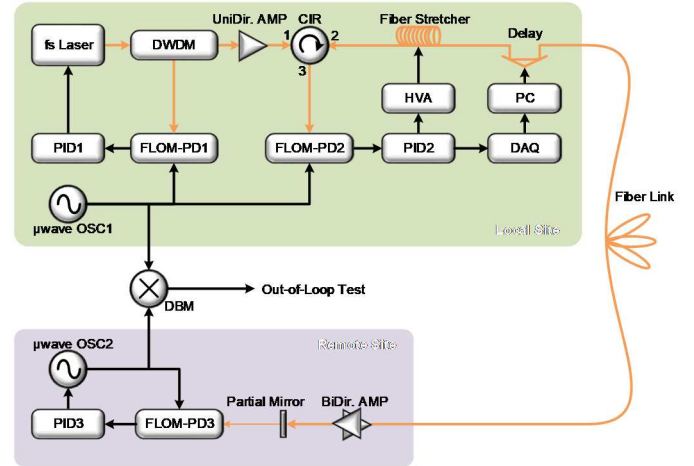 UniDir. AMP
CIR
Fiber Stretcher
Delay
fs Laser
DWDM
1
2
3
HVA
PC
PID1
FLOM-PD1
FLOM-PD2
PID2
DAQ
Fiber Link
μwave OSC1
Local Site
DBM
Out-of-Loop Test
μwave OSC2
Remote Site
Partial Mirror
BiDir. AMP
PID3
FLOM-PD3